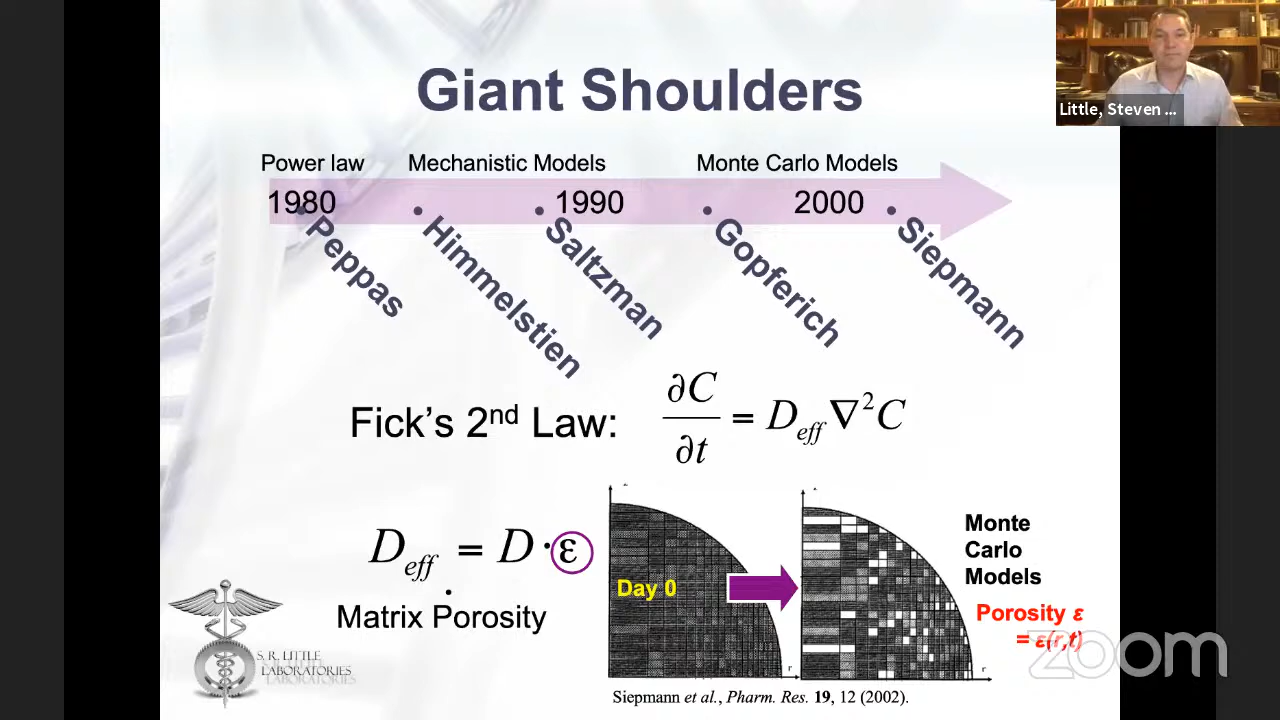 Giant Shoulders
Little, Steven ...
Power law Mechanistic Models Monte Carlo Models
1980 1990 2000
• Peppas
• Himmelstien
• Saltzman
• Gopferich
• Siepmann
Fick's 2nd Law: ∂C/∂t = D_eff ∇²C
D_eff = D · ε
Matrix Porosity
Day 0
r
r
Monte
Carlo
Models
Porosity ε
= ε(r,t)
zoom
S. R. LITTLE
LABORATORIES
Siepmann et al., Pharm. Res. 19, 12 (2002).